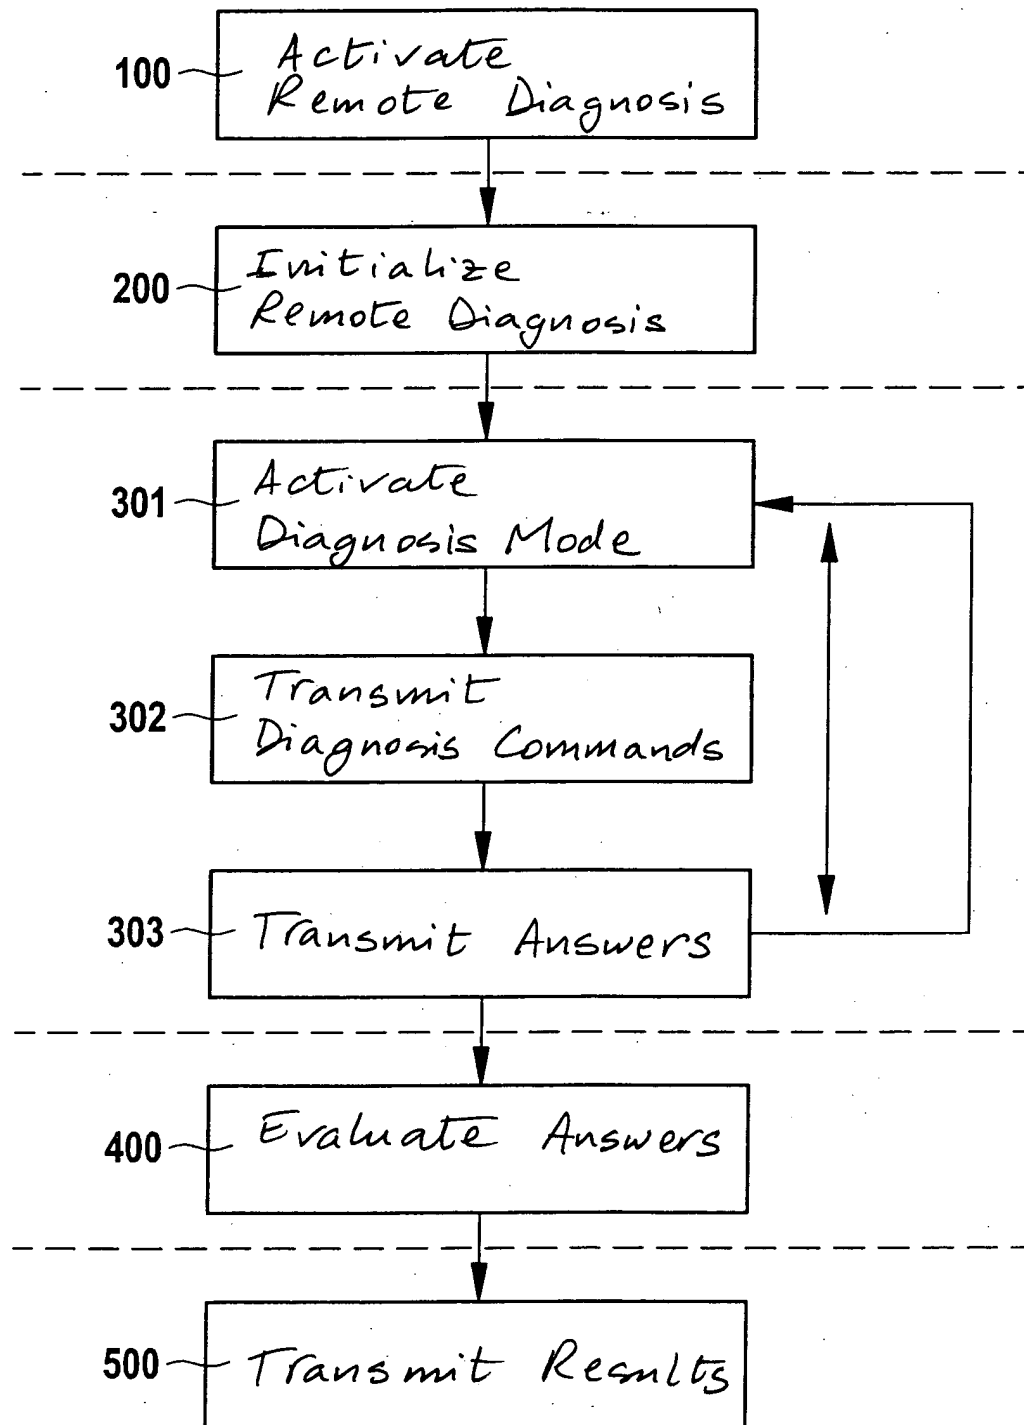 100
Activate
Remote Diagnosis
200
Initialize
Remote Diagnosis
301
Activate
Diagnosis Mode
302
Transmit
Diagnosis Commands
303
Transmit Answers
400
Evaluate Answers
500
Transmit Results